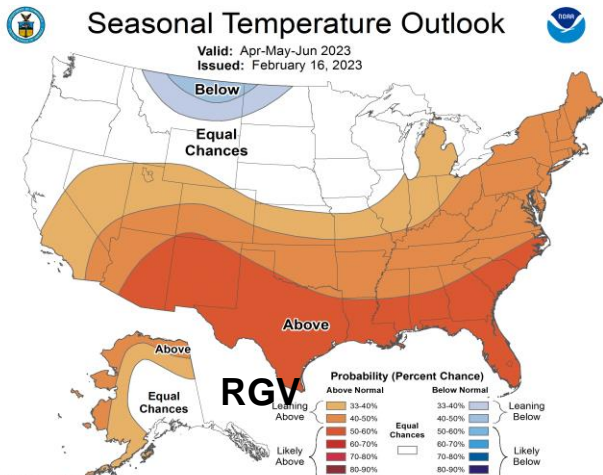 Seasonal Temperature Outlook
NOAA
Valid: Apr-May-Jun 2023
Issued: February 16, 2023
Below
Equal
Chances
Above
Above
Equal
Chances
RGV
Probability (Percent Chance)
Above Normal
Below Normal
Leaning
Above
33-40%
40-50%
50-60%
60-70%
70-80%
80-90%
Likely
Above
Equal
Chances
33-40%
40-50%
50-60%
60-70%
70-80%
80-90%
Leaning
Below
Likely
Below